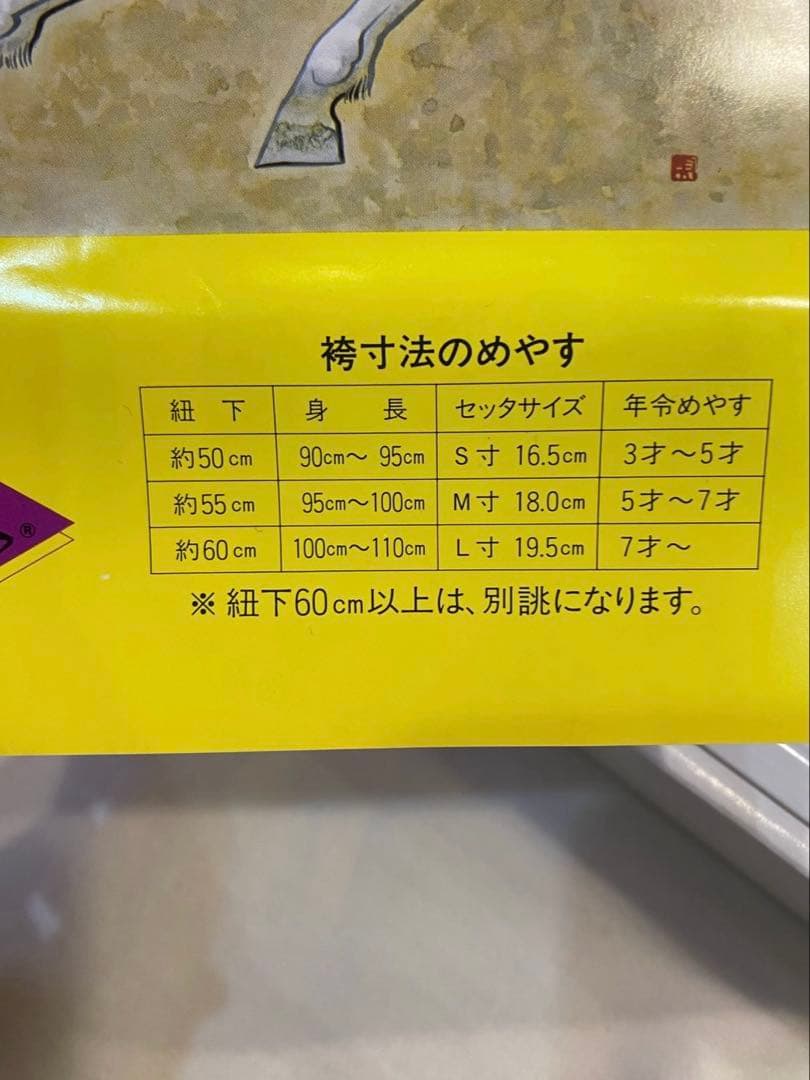 袴寸法のめやす
紐 下 身 長 セッタサイズ 年令めやす
約50cm 90cm～ 95cm S寸 16.5cm 3才～5才
約55cm 95cm～100cm M寸 18.0cm 5才～7才
約60cm 100cm～110cm L寸 19.5cm 7才～
※ 紐下60cm以上は、別誂になります。
®